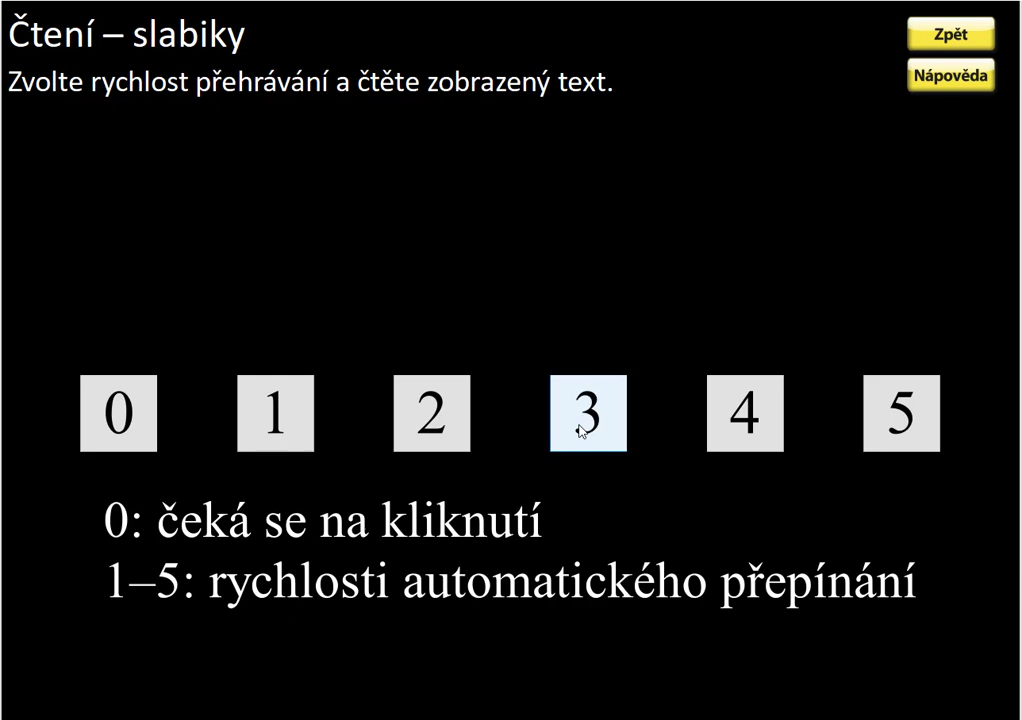 Čtení – slabiky
Zpět
Zvolte rychlost přehrávání a čtěte zobrazený text.
Nápověda
0 1 2 3 4 5
0: čeká se na kliknutí
1–5: rychlosti automatického přepínání